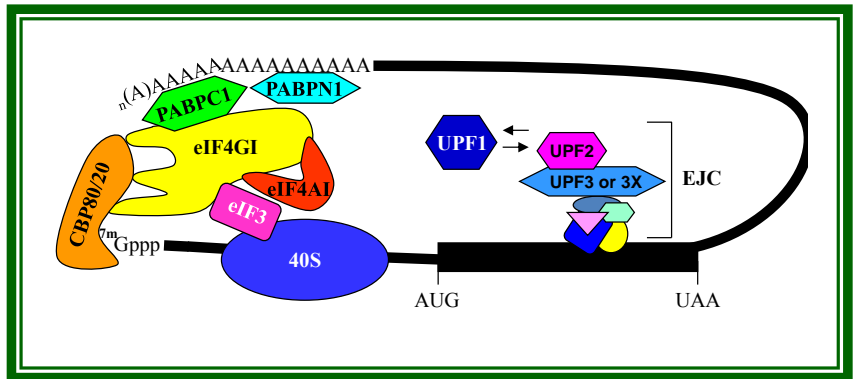 n(A)AAAAAAAAAAAAAAAA
PABPC1
PABPN1
eIF4GI
UPF1
UPF2
UPF3 or 3X
EJC
eIF4AI
CBP80/20
eIF3
7mGppp
40S
AUG
UAA